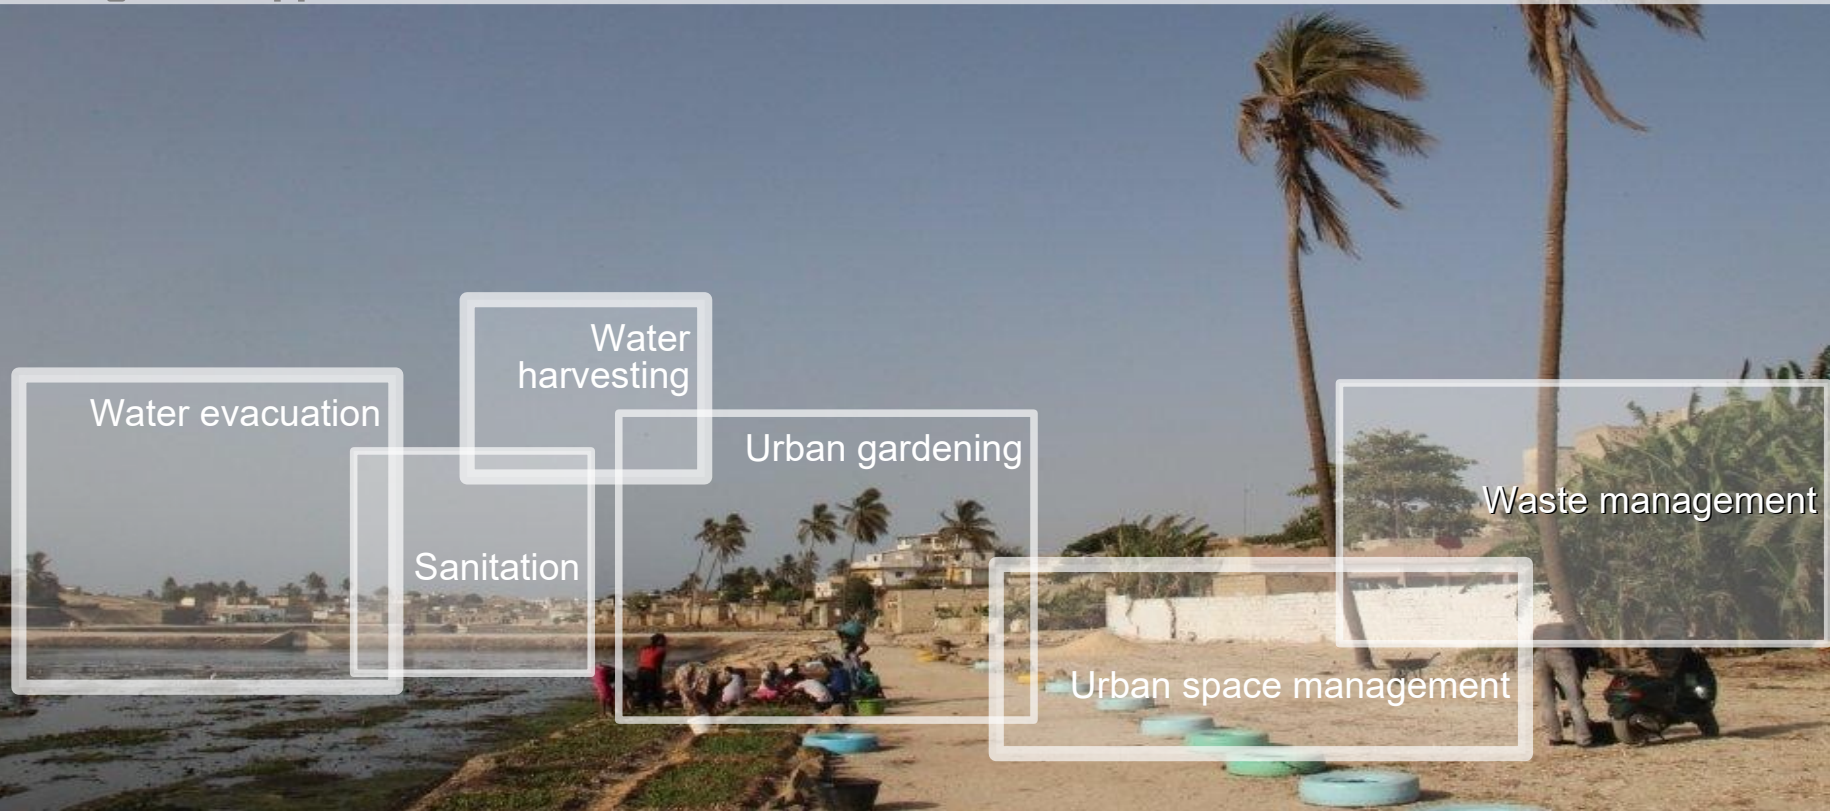 Water
harvesting
Water evacuation
Urban gardening
Waste management
Sanitation
Urban space management